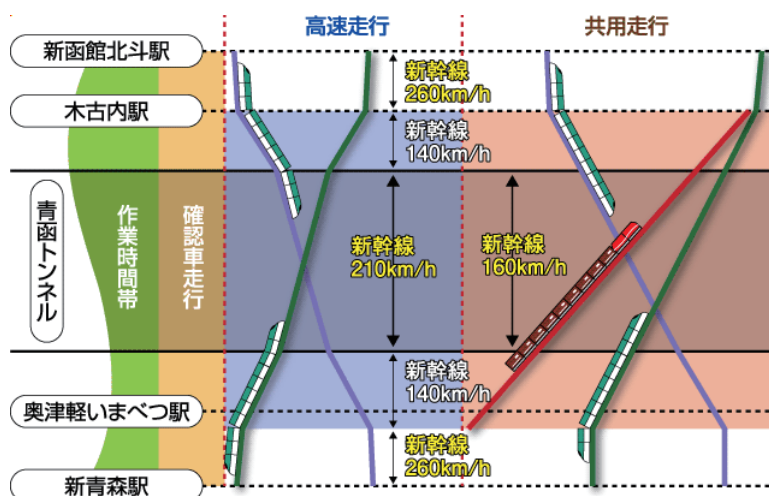 高速走行
共用走行
新函館北斗駅
新幹線
260km/h
木古内駅
新幹線
140km/h
青函トンネル
作業時間帯
確認車走行
新幹線
210km/h
新幹線
160km/h
新幹線
140km/h
奥津軽いまべつ駅
新幹線
260km/h
新青森駅